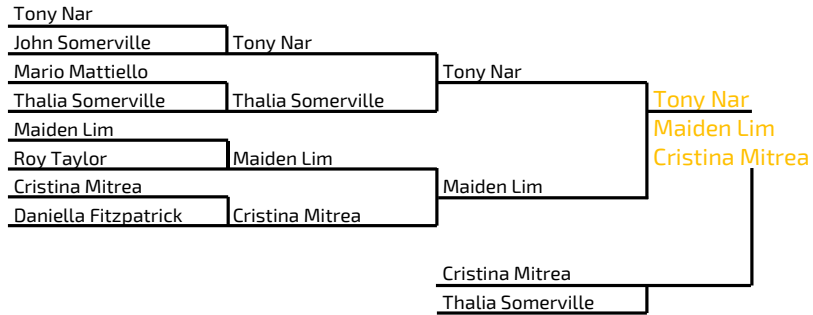 Tony Nar
John Somerville
Tony Nar
Mario Mattiello
Tony Nar
Thalia Somerville
Thalia Somerville
Tony Nar
Maiden Lim
Maiden Lim
Roy Taylor
Maiden Lim
Cristina Mitrea
Cristina Mitrea
Maiden Lim
Daniella Fitzpatrick
Cristina Mitrea
Cristina Mitrea
Thalia Somerville